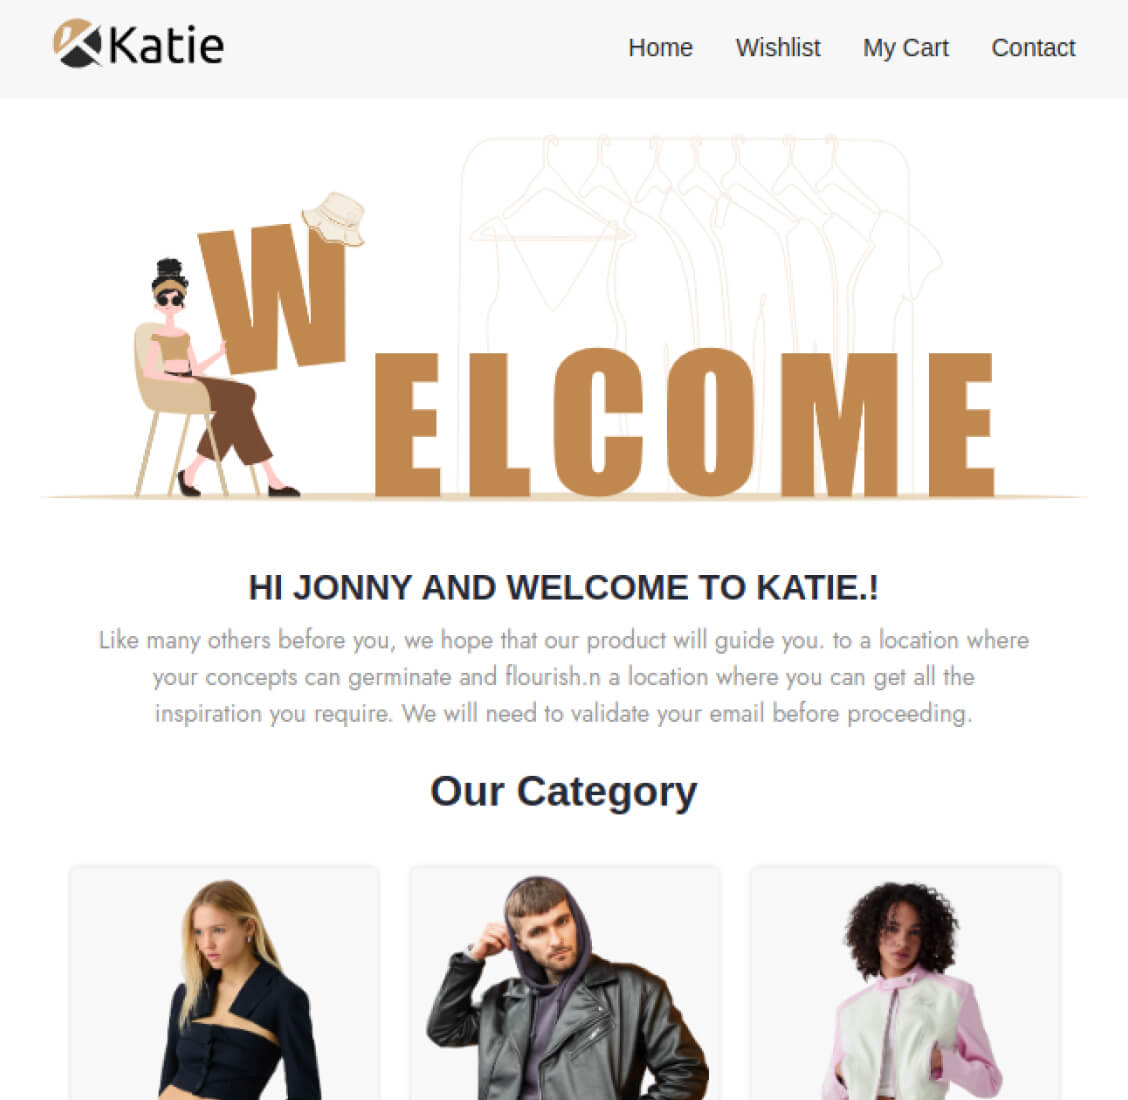 Katie
Home Wishlist My Cart Contact
WELCOME
HI JONNY AND WELCOME TO KATIE.!
Like many others before you, we hope that our product will guide you. to a location where
your concepts can germinate and flourish.n a location where you can get all the
inspiration you require. We will need to validate your email before proceeding.
Our Category